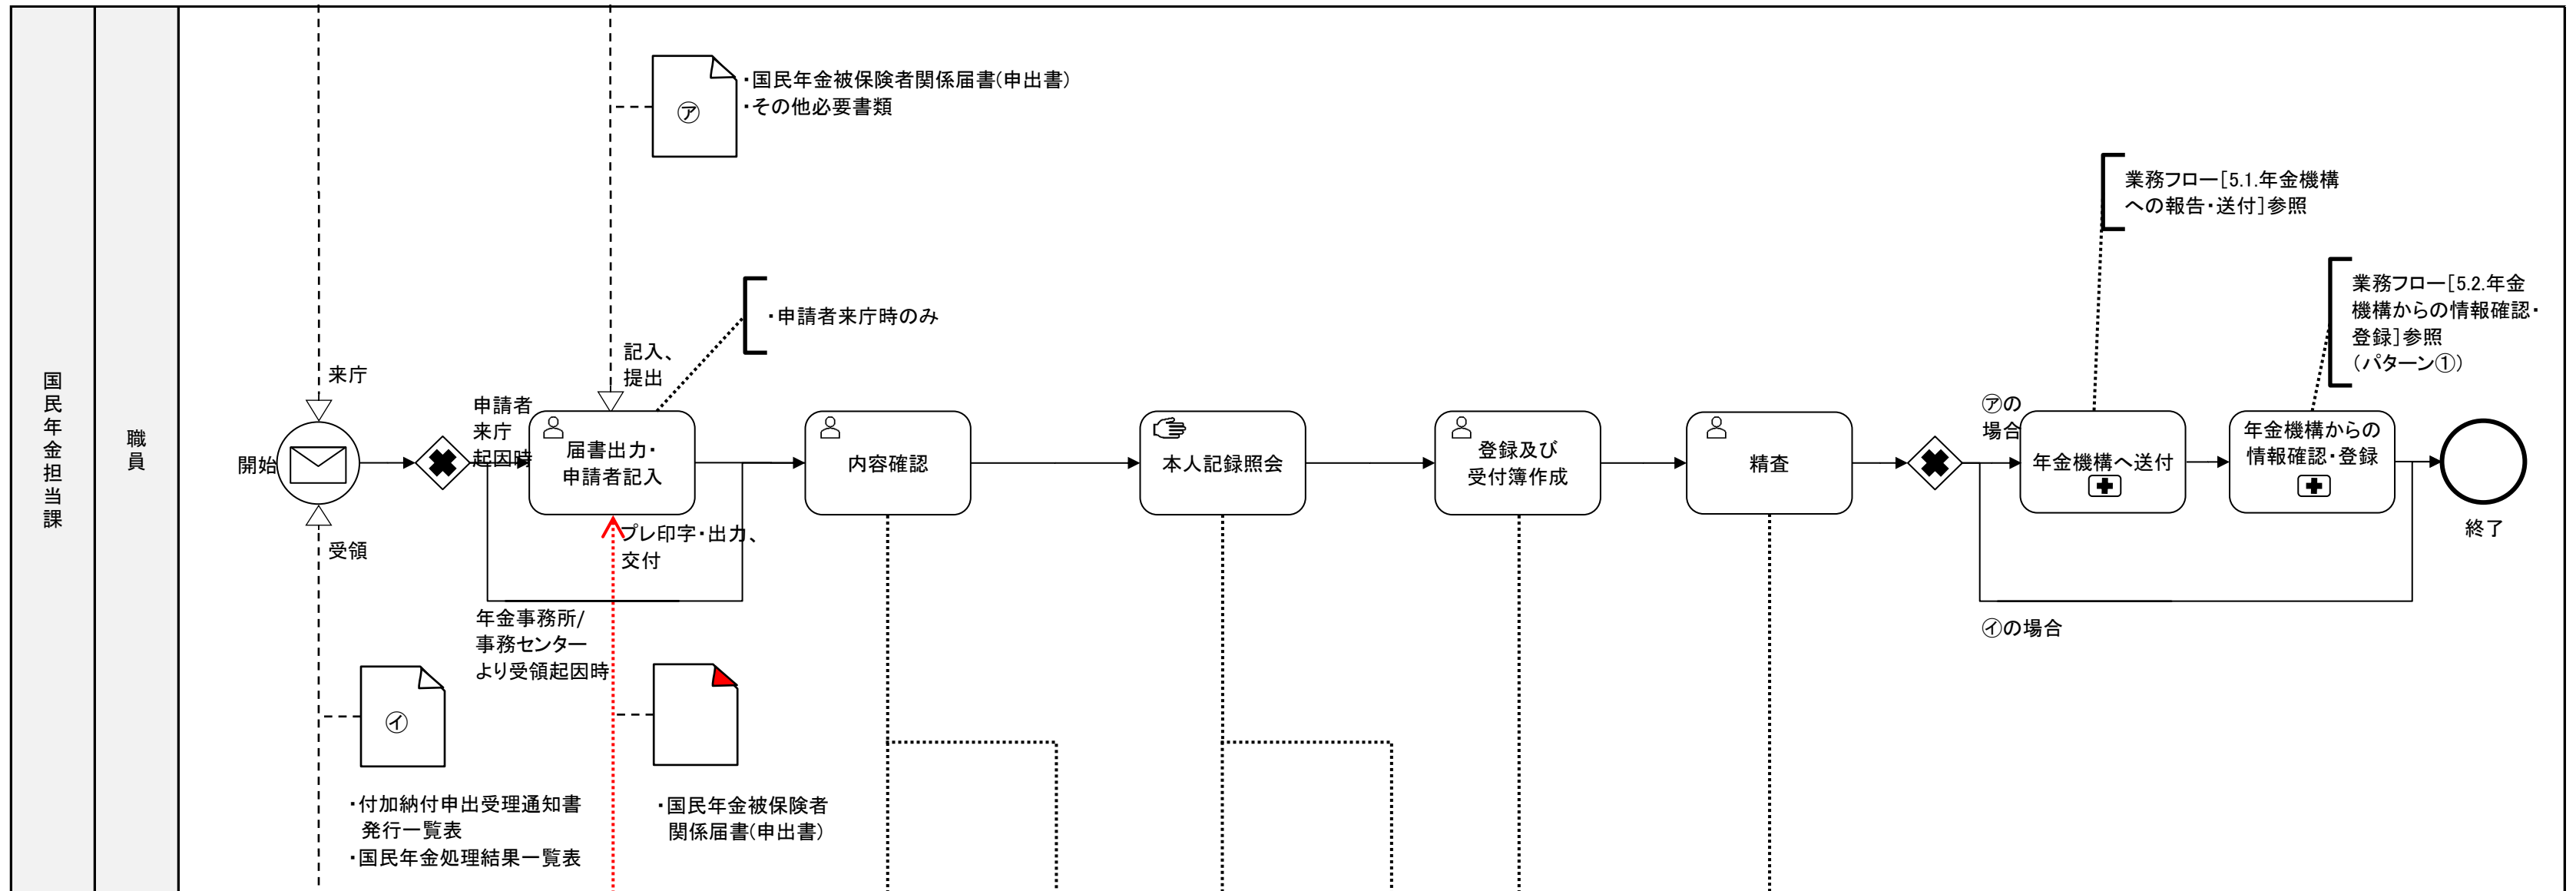 国民年金担当課
職員
・国民年金被保険者関係届書(申出書)
・その他必要書類
㋐
業務フロー[5.1.年金機構
への報告・送付]参照
業務フロー[5.2.年金
機構からの情報確認・
登録]参照
(パターン①)
・申請者来庁時のみ
記入、
提出
来庁
申請者
来庁
起因時
㋐の
場合
開始
届書出力・
申請者記入
内容確認
本人記録照会
登録及び
受付簿作成
精査
年金機構へ送付
年金機構からの
情報確認・登録
終了
受領
プレ印字・出力、
交付
年金事務所/
事務センター
より受領起因時
㋑の場合
㋑
・付加納付申出受理通知書
発行一覧表
・国民年金処理結果一覧表
・国民年金被保険者
関係届書(申出書)